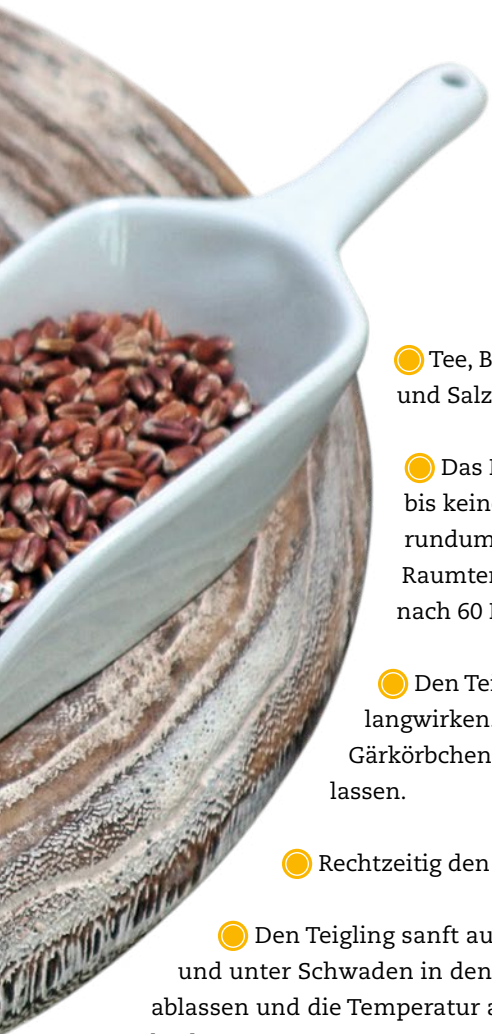 Tee, B
und Salz
Das
bis kein
rundum
Raumte
nach 60
Den Te
langwirken.
Gärkörbchen
lassen.
Rechtzeitig den
Den Teigling sanft au
und unter Schwaden in den
ablassen und die Temperatur a